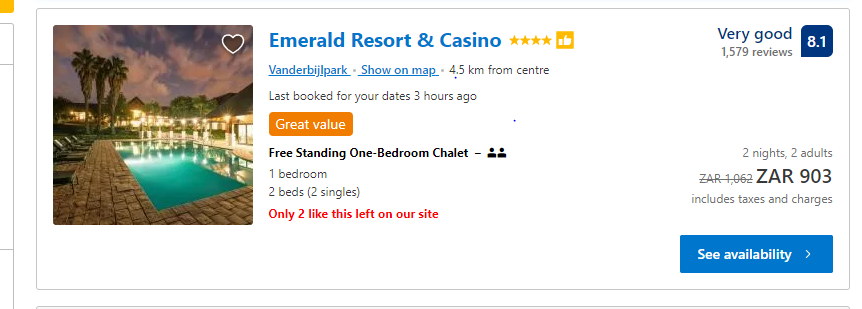 Emerald Resort & Casino
Very good
1,579 reviews
8.1
Vanderbijlpark • Show on map • 4.5 km from centre
Last booked for your dates 3 hours ago
Great value
Free Standing One-Bedroom Chalet –
2 nights, 2 adults
1 bedroom
ZAR 1,062 ZAR 903
2 beds (2 singles)
includes taxes and charges
Only 2 like this left on our site
See availability